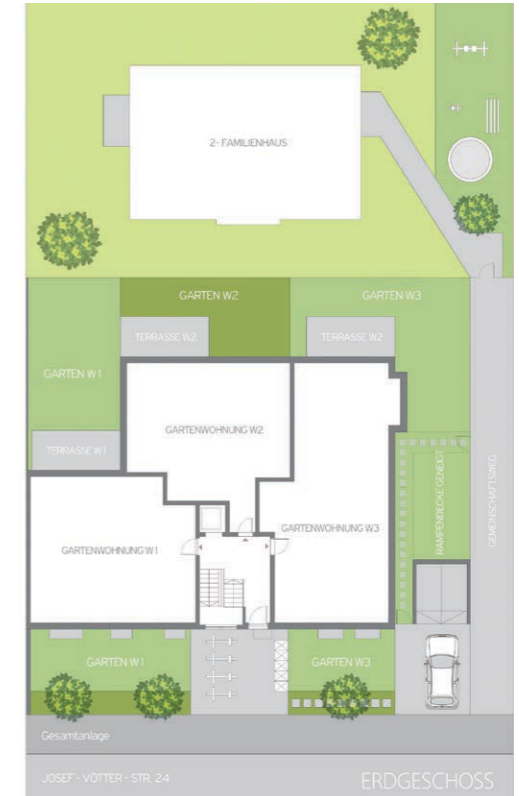 2- FAMILIENHAUS
GARTEN W2
GARTEN W3
TERRASSE W2
TERRASSE W2
GARTEN W1
GARTENWOHNUNG W2
TERRASSE W1
RAMPENDECKE GENEIGT
GEMEINSCHAFTSWEG
GARTENWOHNUNG W3
GARTENWOHNUNG W1
GARTEN W1
GARTEN W3
Gesamtanlage
JOSEF - VÖTTER - STR. 24
ERDGESCHOSS